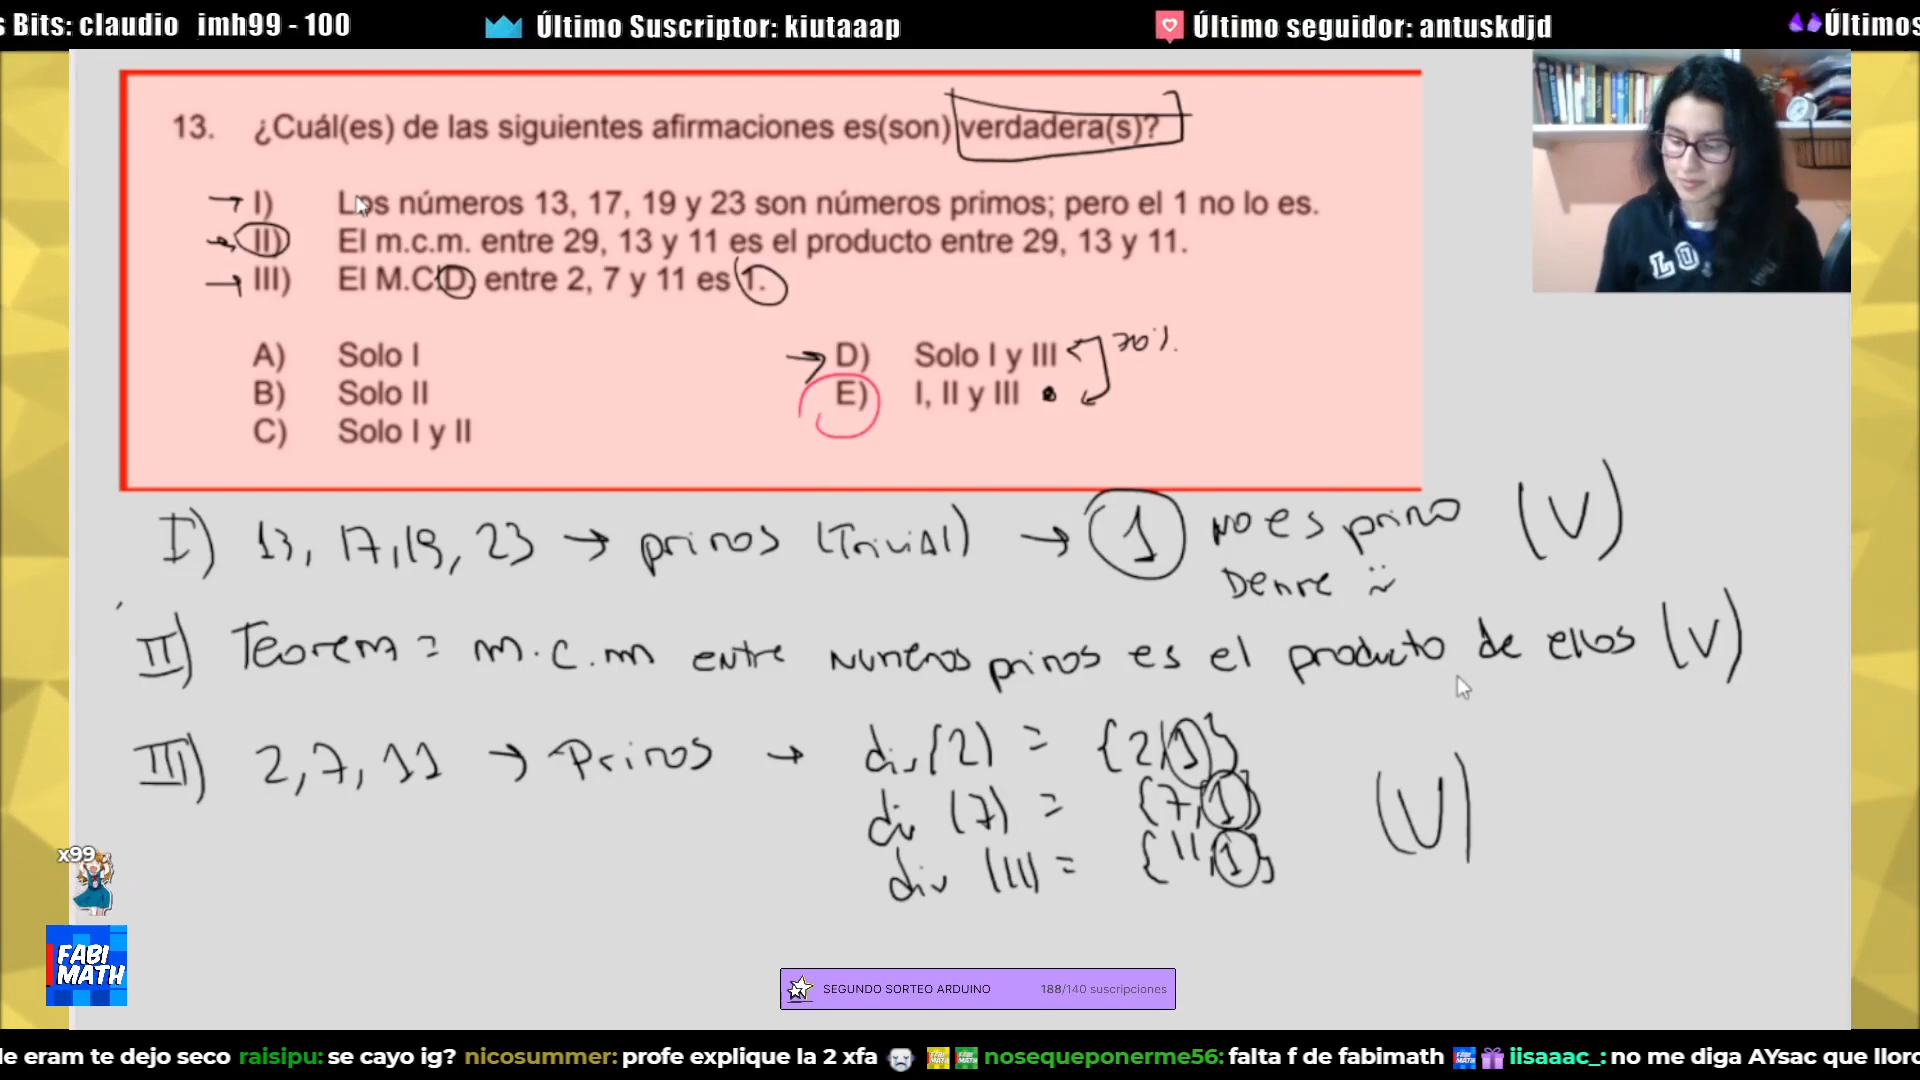 s Bits: claudio imh99 - 100
Último Suscriptor: kiutaaap
Último seguidor: antuskdjd
Últimos
13. ¿Cuál(es) de las siguientes afirmaciones es(son) verdadera(s)?
I) Los números 13, 17, 19 y 23 son números primos; pero el 1 no lo es.
II) El m.c.m. entre 29, 13 y 11 es el producto entre 29, 13 y 11.
III) El M.C.D. entre 2, 7 y 11 es 1.
A) Solo I
B) Solo II
C) Solo I y II
D) Solo I y III
E) I, II y III
70%.
I) 13, 17, 19, 23 → primos (Trivial) → 1 no es primo (V)
II) Teorema = m.c.m entre numeros primos es el producto de ellos (V)
III) 2, 7, 11 → Primos → div(2) = {2,1}
div (7) = {7,1} (V)
div (11) = {11,1}
LO
x99
FABI
MATH
SEGUNDO SORTEO ARDUINO 188/140 suscripciones
le eram te dejo seco raisipu: se cayo ig? nicosummer: profe explique la 2 xfa nosequeponerme56: falta f de fabimath iisaaac_: no me diga AYsac que lloro